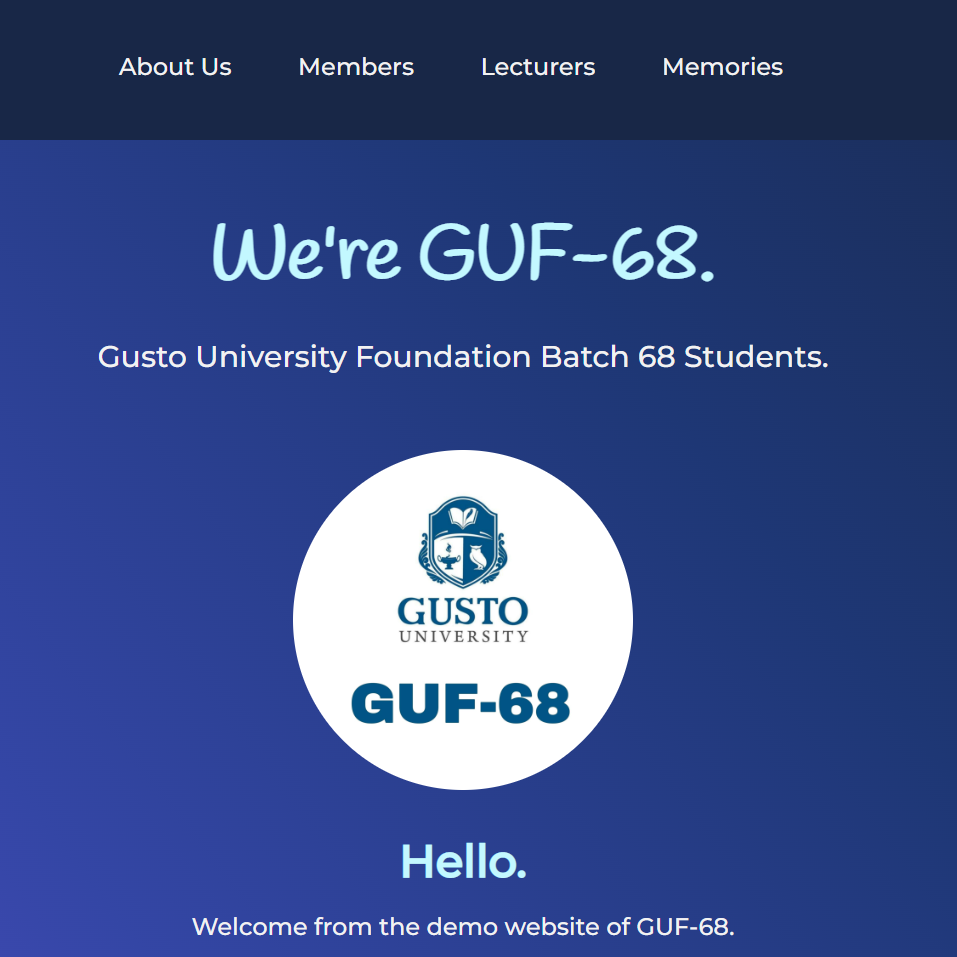 About Us Members Lecturers Memories
We're GUF-68.
Gusto University Foundation Batch 68 Students.
GUSTO
UNIVERSITY
GUF-68
Hello.
Welcome from the demo website of GUF-68.